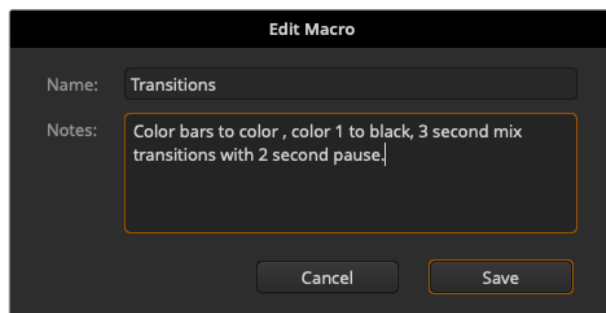 Edit Macro
Name: Transitions
Notes: Color bars to color , color 1 to black, 3 second mix
transitions with 2 second pause.
Cancel Save